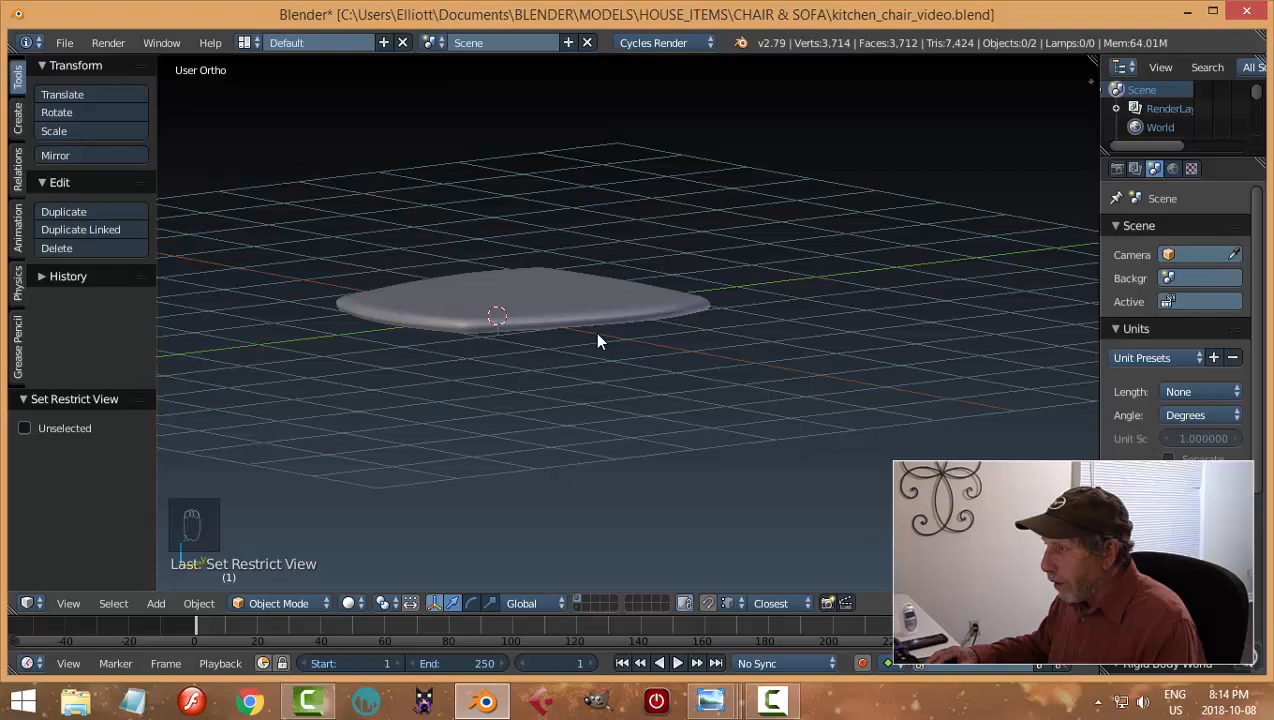 Blender* [C:\Users\Elliott\Documents\BLENDER\MODELS\HOUSE_ITEMS\CHAIR & SOFA\kitchen_chair_video.blend]
File Render Window Help Default Scene Cycles Render v2.79 | Verts:3,714 | Faces:3,712 | Tris:7,424 | Objects:0/2 | Lamps:0/0 | Mem:64.01M
Tools
Create
Relations
Animation
Physics
Grease Pencil
Transform
Translate
Rotate
Scale
Mirror
Edit
Duplicate
Duplicate Linked
Delete
History
Set Restrict View
Unselected
User Ortho
Last: Set Restrict View
(1)
View Search All Sc
Scene
RenderLay
World
Scene
Scene
Camera
Backgr
Active
Units
Unit Presets
Length: None
Angle: Degrees
Unit Sc 1.000000
View Select Add Object Object Mode Global Closest
-40 -20 0 20 40 60 80 100 120 140 160 180 200
View Marker Frame Playback Start: 1 End: 250 1 No Sync
ENG 8:14 PM
US 2018-10-08